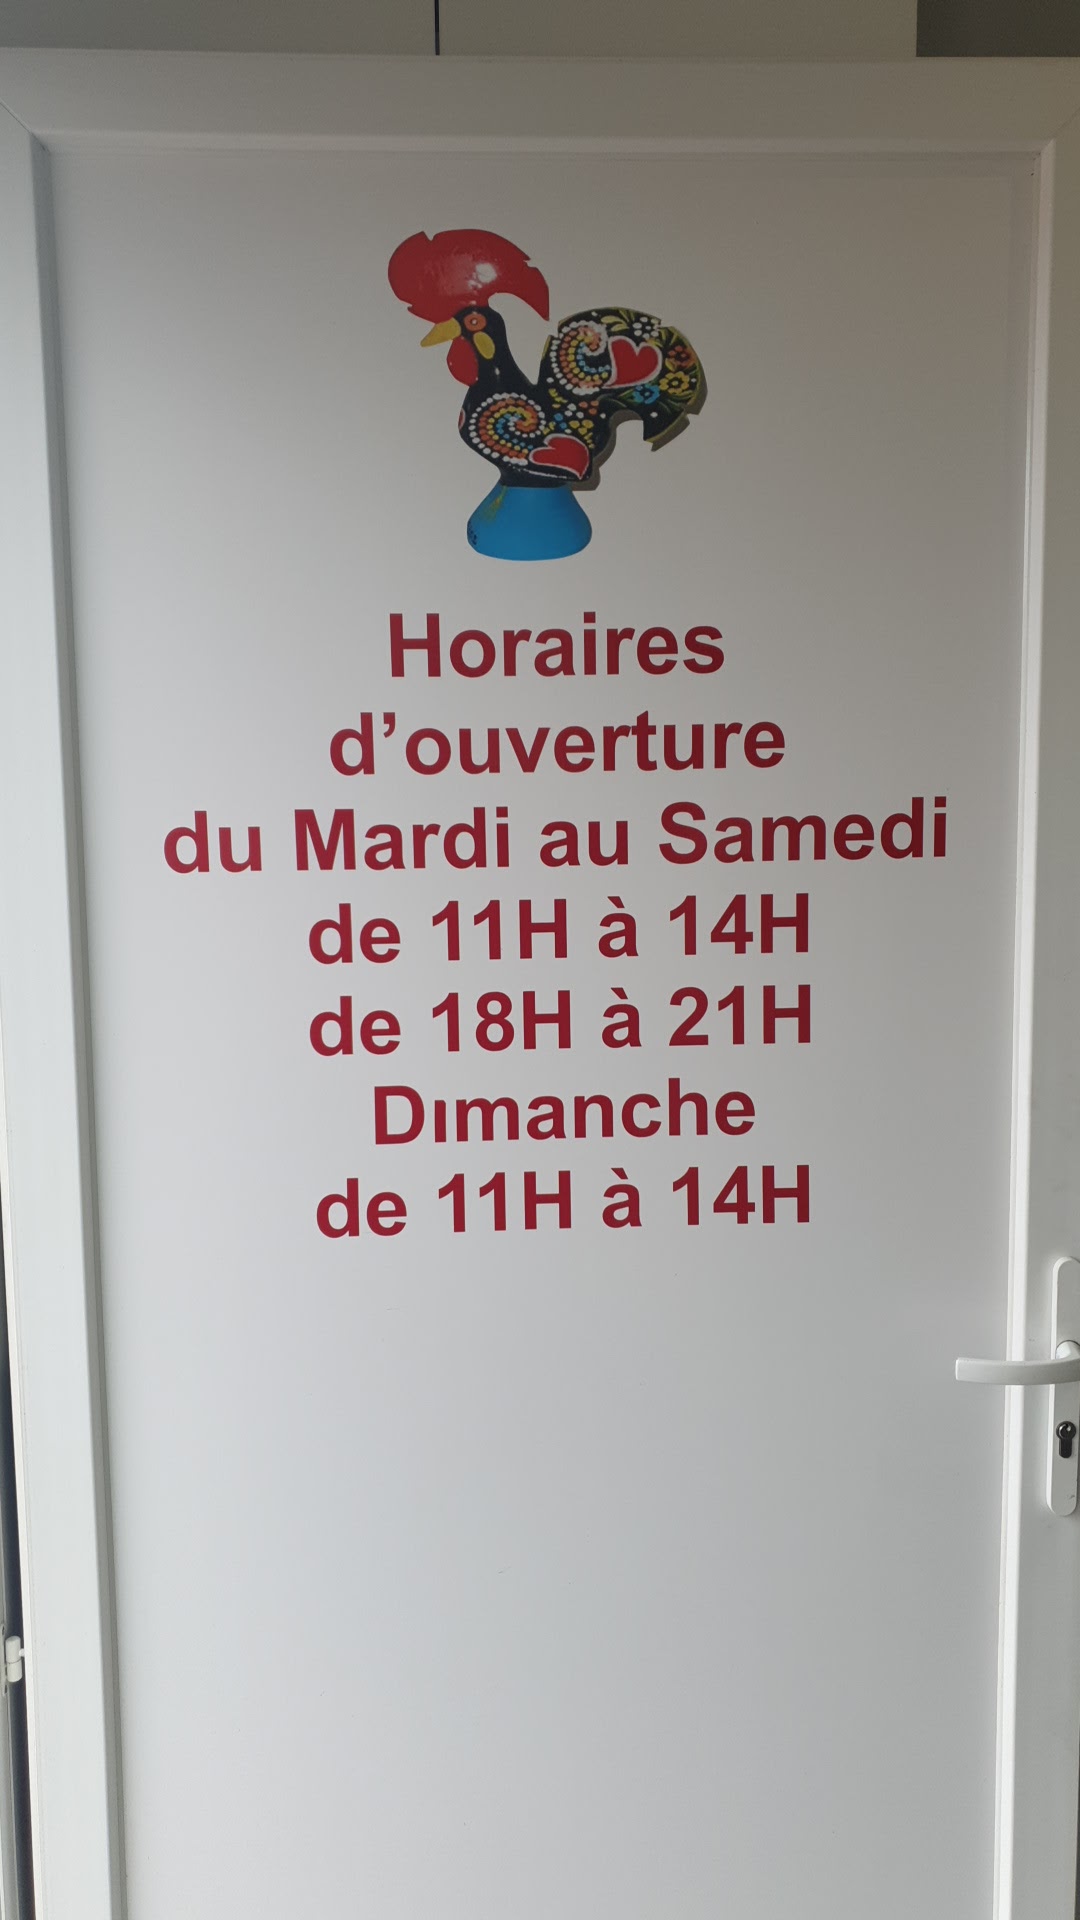 Horaires
d’ouverture
du Mardi au Samedi
de 11H à 14H
de 18H à 21H
Dımanche
de 11H à 14H